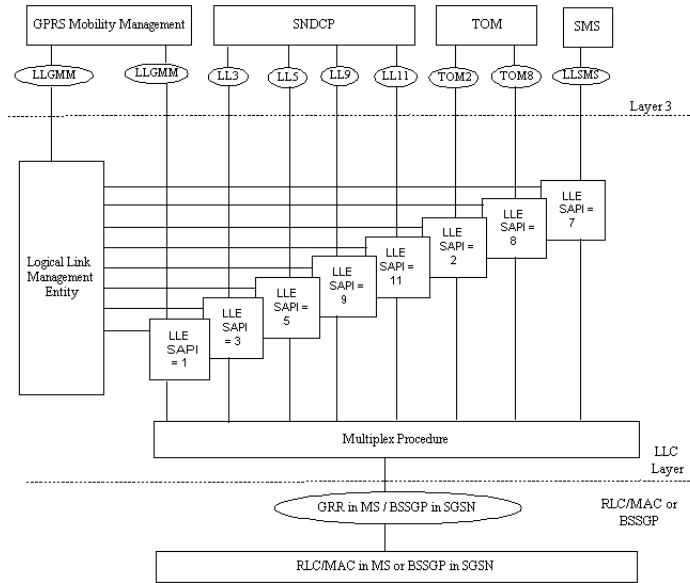 GPRS Mobility Management
SNDCP
TOM
SMS
LLGMM
LLGMM
LL3
LL5
LL9
LL11
TOM2
TOM8
LLSMS
Layer 3
Logical Link
Management
Entity
LLE
SAPI
= 1
LLE
SAPI
= 3
LLE
SAPI =
5
LLE
SAPI =
9
LLE
SAPI =
11
LLE
SAPI =
2
LLE
SAPI =
8
LLE
SAPI =
7
Multiplex Procedure
LLC
Layer
GRR in MS / BSSGP in SGSN
RLC/MAC or
BSSGP
RLC/MAC in MS or BSSGP in SGSN